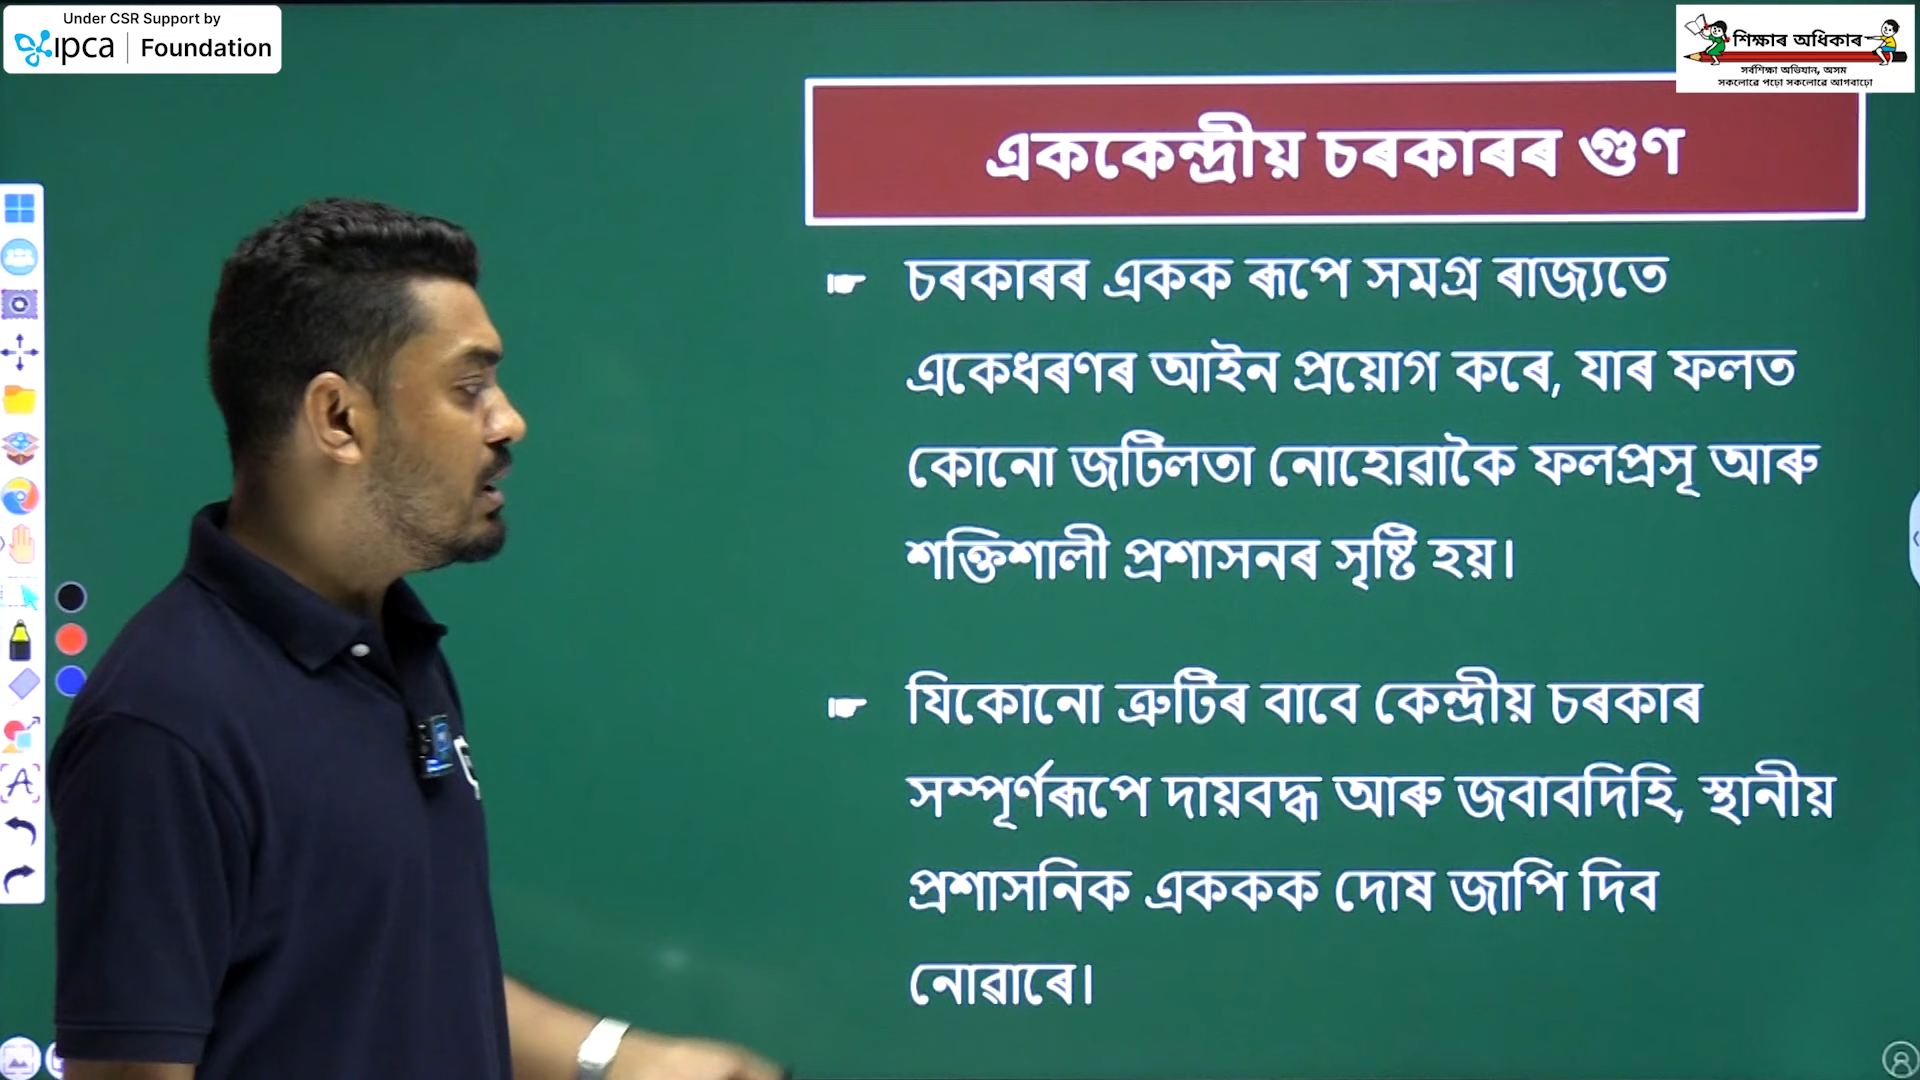 Under CSR Support by
ipca Foundation
শিক্ষাৰ অধিকাৰ
সৰ্বশিক্ষা অভিযান, অসম
সকলোৱে পঢ়ো সকলোৱে আগবাঢ়ো
এককেন্দ্ৰীয় চৰকাৰৰ গুণ
চৰকাৰৰ একক ৰূপে সমগ্ৰ ৰাজ্যতে
একেধৰণৰ আইন প্ৰয়োগ কৰে, যাৰ ফলত
কোনো জটিলতা নোহোৱাকৈ ফলপ্ৰসূ আৰু
শক্তিশালী প্ৰশাসনৰ সৃষ্টি হয়।
যিকোনো ত্ৰুটিৰ বাবে কেন্দ্ৰীয় চৰকাৰ
সম্পূৰ্ণৰূপে দায়বদ্ধ আৰু জবাবদিহি, স্থানীয়
প্ৰশাসনিক এককক দোষ জাপি দিব
নোৱাৰে।